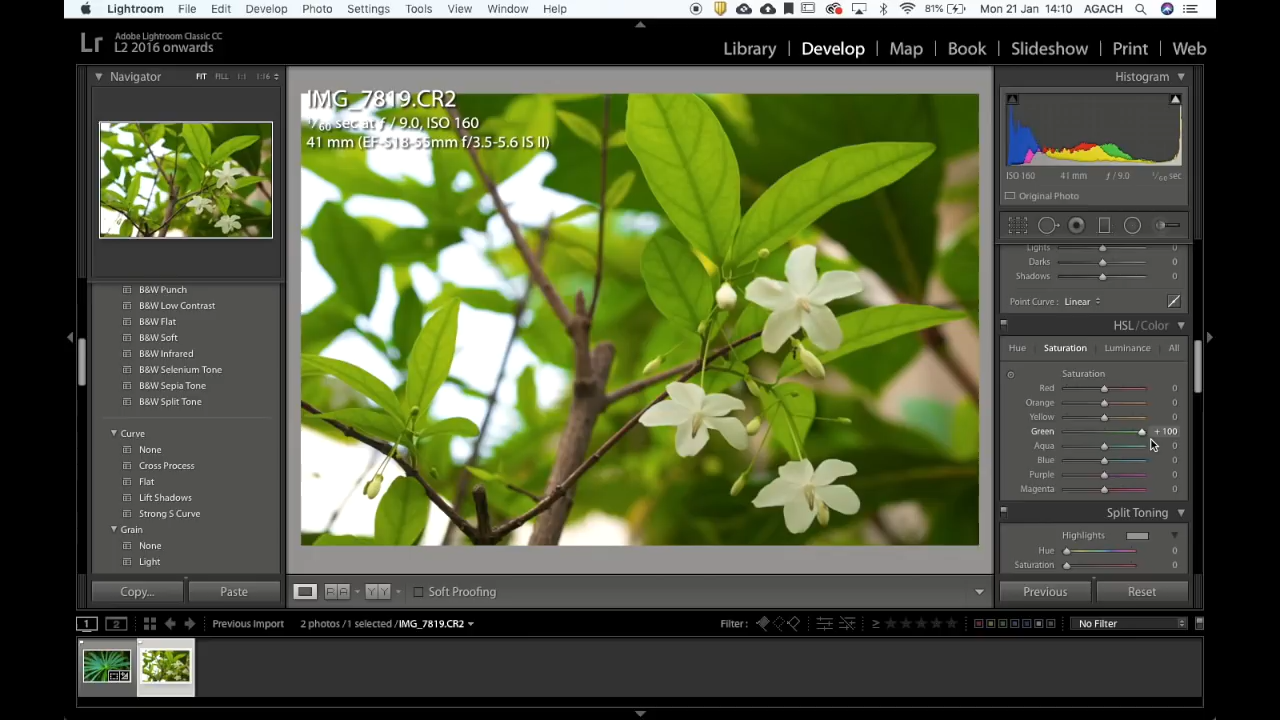 Lightroom File Edit Develop Photo Settings Tools View Window Help 81% Mon 21 Jan 14:10 AGACH
Lr Adobe Lightroom Classic CC
L2 2016 onwards
Library | Develop | Map | Book | Slideshow | Print | Web
Navigator FIT FILL 1:1 1:16
B&W Punch
B&W Low Contrast
B&W Flat
B&W Soft
B&W Infrared
B&W Selenium Tone
B&W Sepia Tone
B&W Split Tone
Curve
None
Cross Process
Flat
Lift Shadows
Strong S Curve
Grain
None
Light
Copy... Paste
IMG_7819.CR2
1/60 sec at f / 9.0, ISO 160
41 mm (EF-S18-55mm f/3.5-5.6 IS II)
Soft Proofing
Histogram
ISO 160 41 mm f / 9.0 1/60 sec
Original Photo
Lights 0
Darks 0
Shadows 0
Point Curve : Linear
HSL / Color
Hue Saturation Luminance All
Saturation
Red 0
Orange 0
Yellow 0
Green + 100
Aqua 0
Blue 0
Purple 0
Magenta 0
Split Toning
Highlights
Hue 0
Saturation 0
Previous Reset
1 2 Previous Import 2 photos / 1 selected / IMG_7819.CR2 Filter : ≥ No Filter